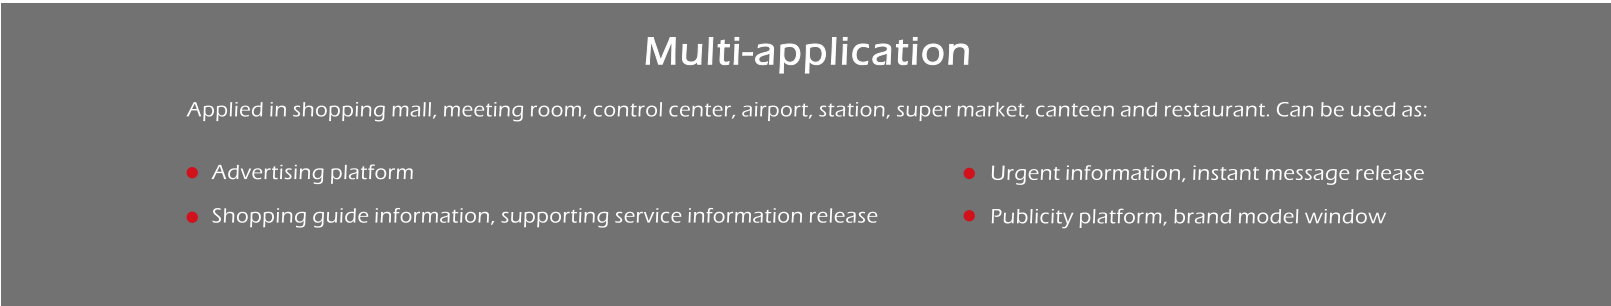 Multi-application
Applied in shopping mall, meeting room, control center, airport, station, super market, canteen and restaurant. Can be used as:
Advertising platform
Urgent information, instant message release
Shopping guide information, supporting service information release
Publicity platform, brand model window